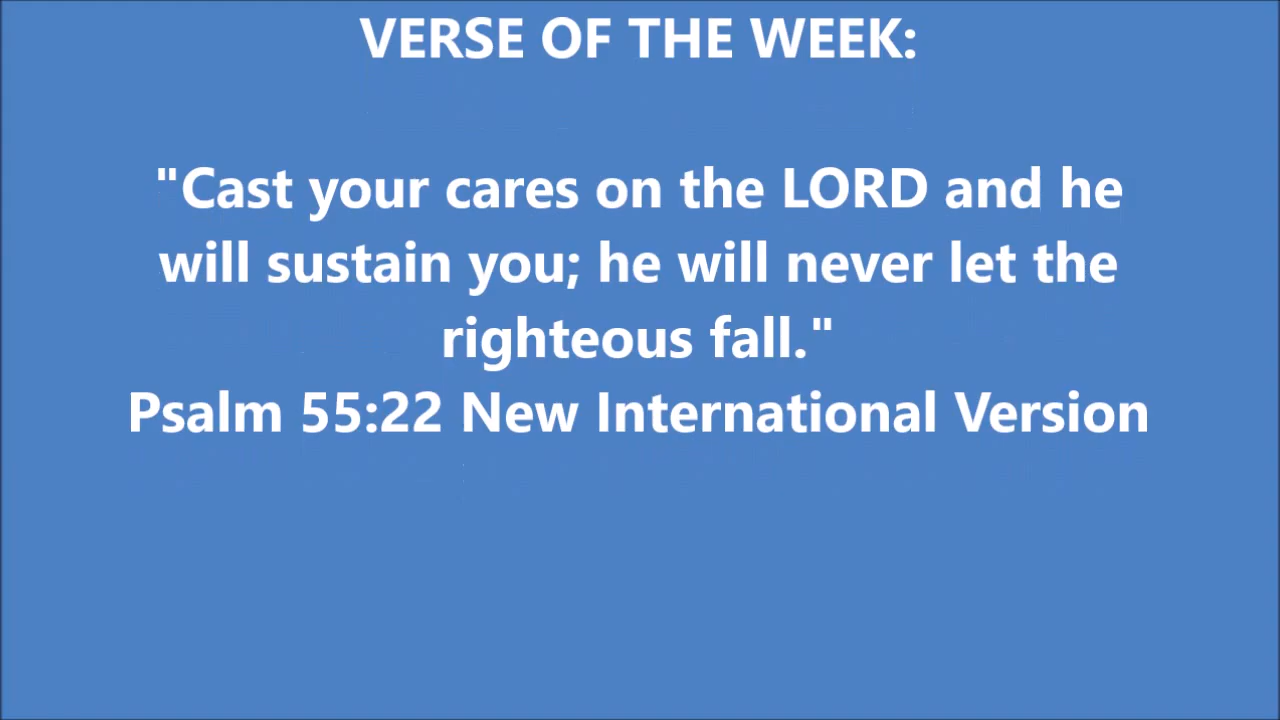 VERSE OF THE WEEK:
"Cast your cares on the LORD and he
will sustain you; he will never let the
righteous fall."
Psalm 55:22 New International Version